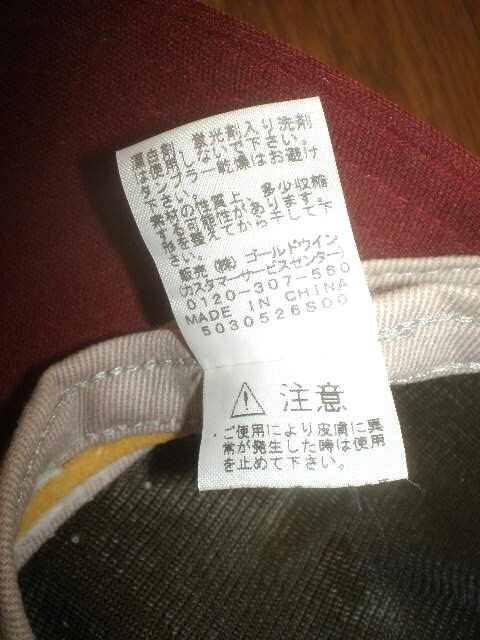 漂白剤、蛍光剤入り洗剤
は使用しないで下さい。
タンブラー乾燥はお避け
下さい。
素材の性質上、多少収縮
する可能性があります。
形を整えてから干して下
販売（株）ゴールドウイン
カスタマーサービスセンター）
0120-307-560
MADE IN CHINA
5030526S00
注意
ご使用により皮膚に異
常が発生した時は使用
を止めて下さい。